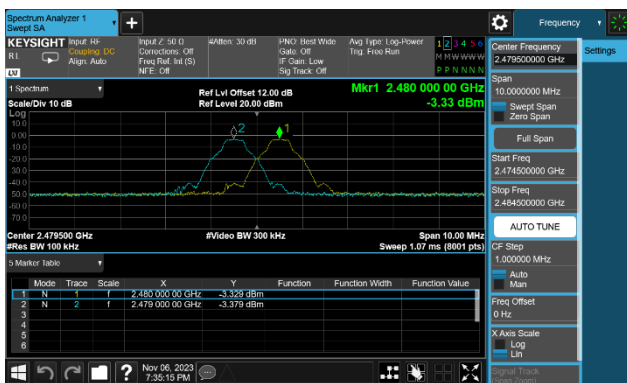 Spectrum Analyzer 1
Swept SA
+
Frequency
KEYSIGHT
RL
LXI
Input: RF
Coupling: DC
Align: Auto
Input Z: 50 Ω
Corrections: Off
Freq Ref: Int (S)
NFE: Off
#Atten: 30 dB
PNO: Best Wide
Gate: Off
IF Gain: Low
Sig Track: Off
Avg Type: Log-Power
Trig: Free Run
1 2 3 4 5 6
M M W W W W
P P N N N N
Center Frequency
2.479500000 GHz
Settings
Span
10.0000000 MHz
Swept Span
Zero Span
Full Span
Start Freq
2.474500000 GHz
Stop Freq
2.484500000 GHz
AUTO TUNE
CF Step
1.000000 MHz
Auto
Man
Freq Offset
0 Hz
X Axis Scale
Log
Lin
Signal Track
(Span Zoom)
1 Spectrum
Scale/Div 10 dB
Log
Ref Lvl Offset 12.00 dB
Ref Level 20.00 dBm
Mkr1 2.480 000 00 GHz
-3.33 dBm
2
1
10.0
0.00
-10.0
-20.0
-30.0
-40.0
-50.0
-60.0
-70.0
Center 2.479500 GHz
#Res BW 100 kHz
#Video BW 300 kHz
Span 10.00 MHz
Sweep 1.07 ms (8001 pts)
5 Marker Table
Mode Trace Scale X Y Function Function Width Function Value
1 N 1 f 2.480 000 00 GHz -3.329 dBm
2 N 2 f 2.479 000 00 GHz -3.379 dBm
3
4
5
6
?
Nov 06, 2023
7:35:15 PM